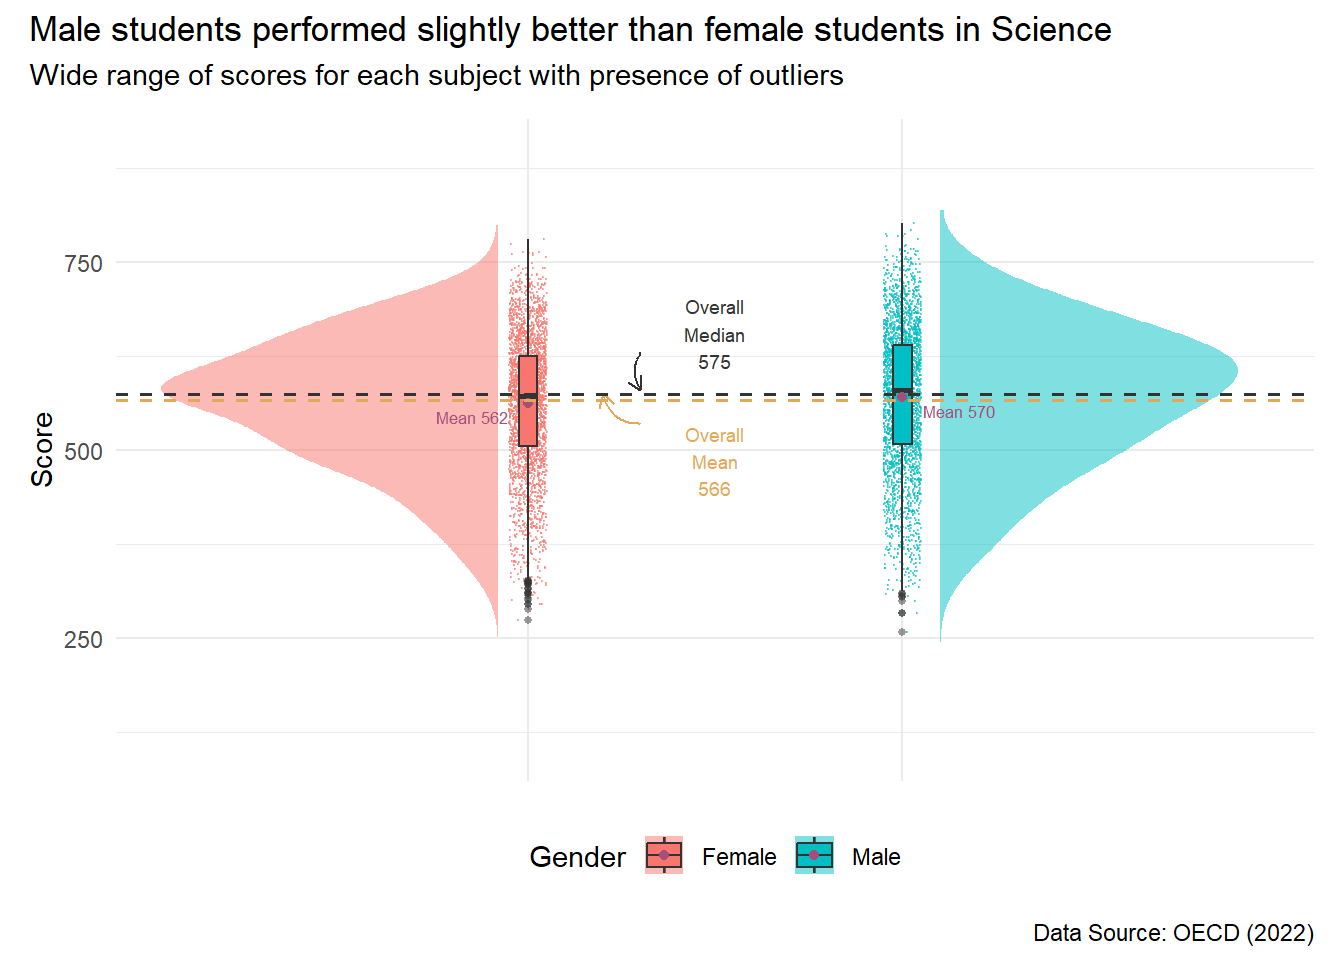 Male students performed slightly better than female students in Science
Wide range of scores for each subject with presence of outliers
Score
750
500
250
Overall
Median
575
Mean 562
Mean 570
Overall
Mean
566
Gender
Female
Male
Data Source: OECD (2022)